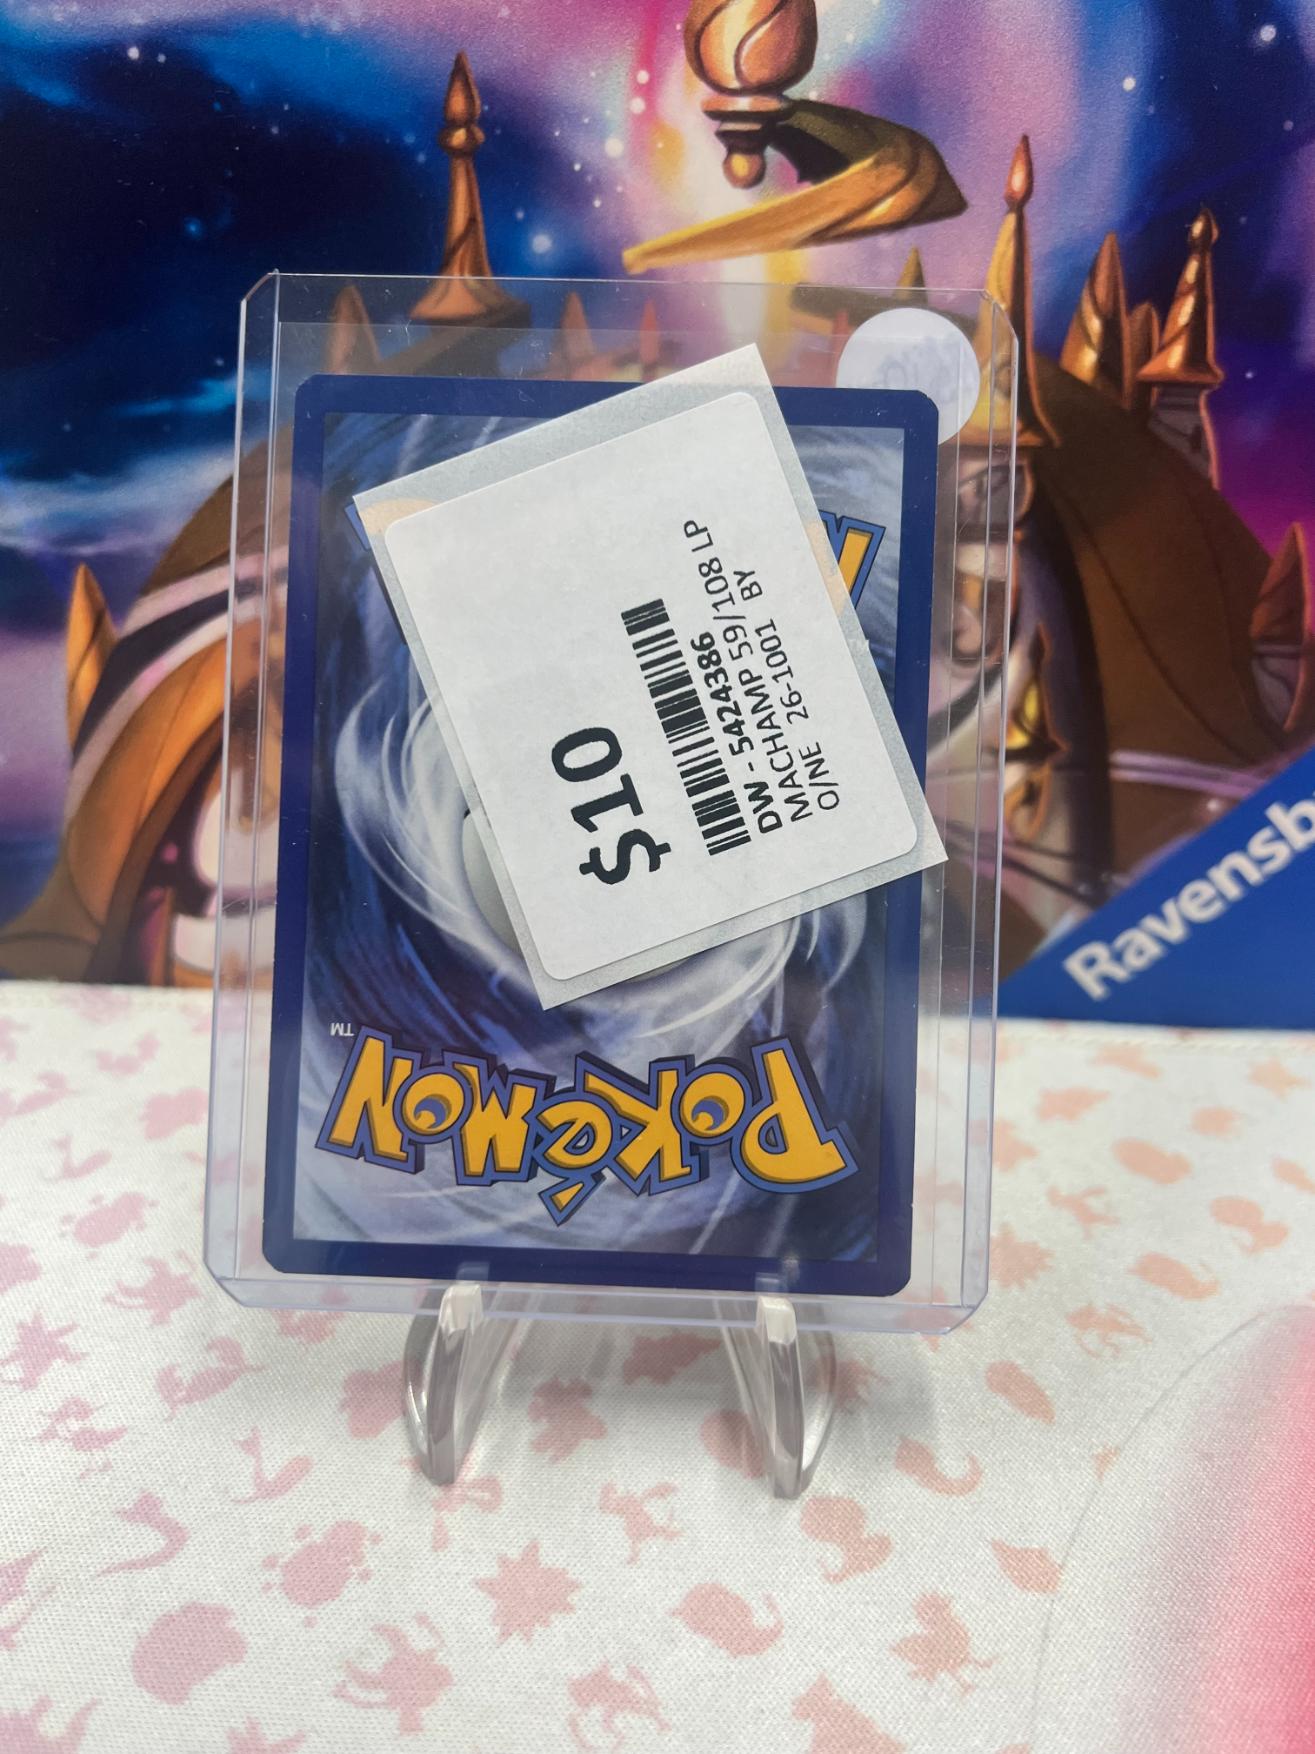 $10
DW - 5424386
MACHAMP 59/108 LP
O/NE 26-1001 BY
POKéMON
TM
Ravensb